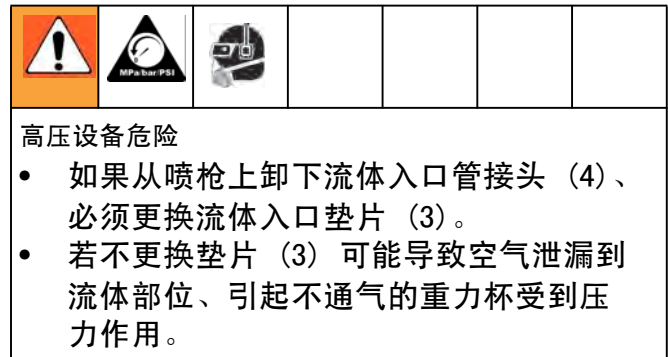 MPa/bar/PSI
高压设备危险
• 如果从喷枪上卸下流体入口管接头 (4)、
必须更换流体入口垫片 (3)。
• 若不更换垫片 (3) 可能导致空气泄漏到
流体部位、引起不通气的重力杯受到压
力作用。